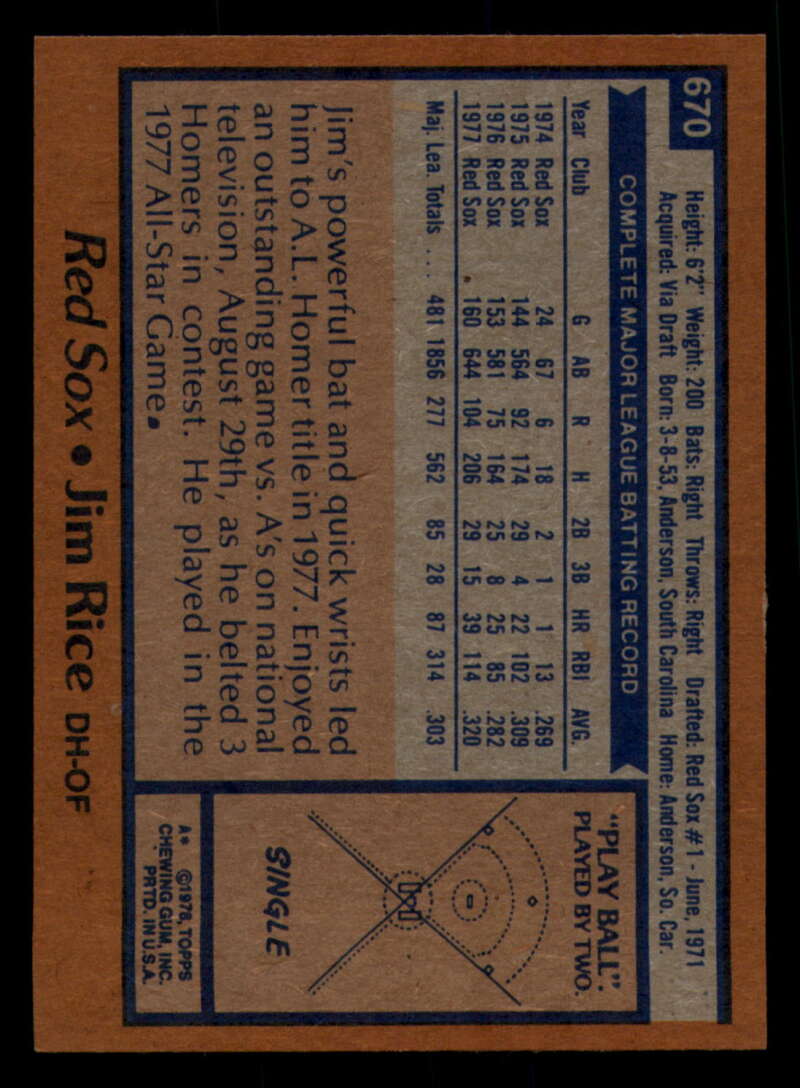 670
Height: 6'2" Weight: 200 Bats: Right Throws: Right Drafted: Red Sox #1 - June, 1971
Acquired: Via Draft Born: 3-8-53, Anderson, South Carolina Home: Anderson, So. Car.
COMPLETE MAJOR LEAGUE BATTING RECORD
Year Club G AB R H 2B 3B HR RBI AVG.
1974 Red Sox 24 67 6 18 2 1 1 13 .269
1975 Red Sox 144 564 92 174 29 4 22 102 .309
1976 Red Sox 153 581 75 164 25 8 25 85 .282
1977 Red Sox 160 644 104 206 29 15 39 114 .320
Maj. Lea. Totals ... 481 1856 277 562 85 28 87 314 .303
Jim's powerful bat and quick wrists led
him to A.L. Homer title in 1977. Enjoyed
an outstanding game vs. A's on national
television, August 29th, as he belted 3
Homers in contest. He played in the
1977 All-Star Game.
"PLAY BALL".
PLAYED BY TWO.
SINGLE
A* ©1978, TOPPS
CHEWING GUM, INC.
PRTD. IN U.S.A.
Red Sox • Jim Rice DH-OF